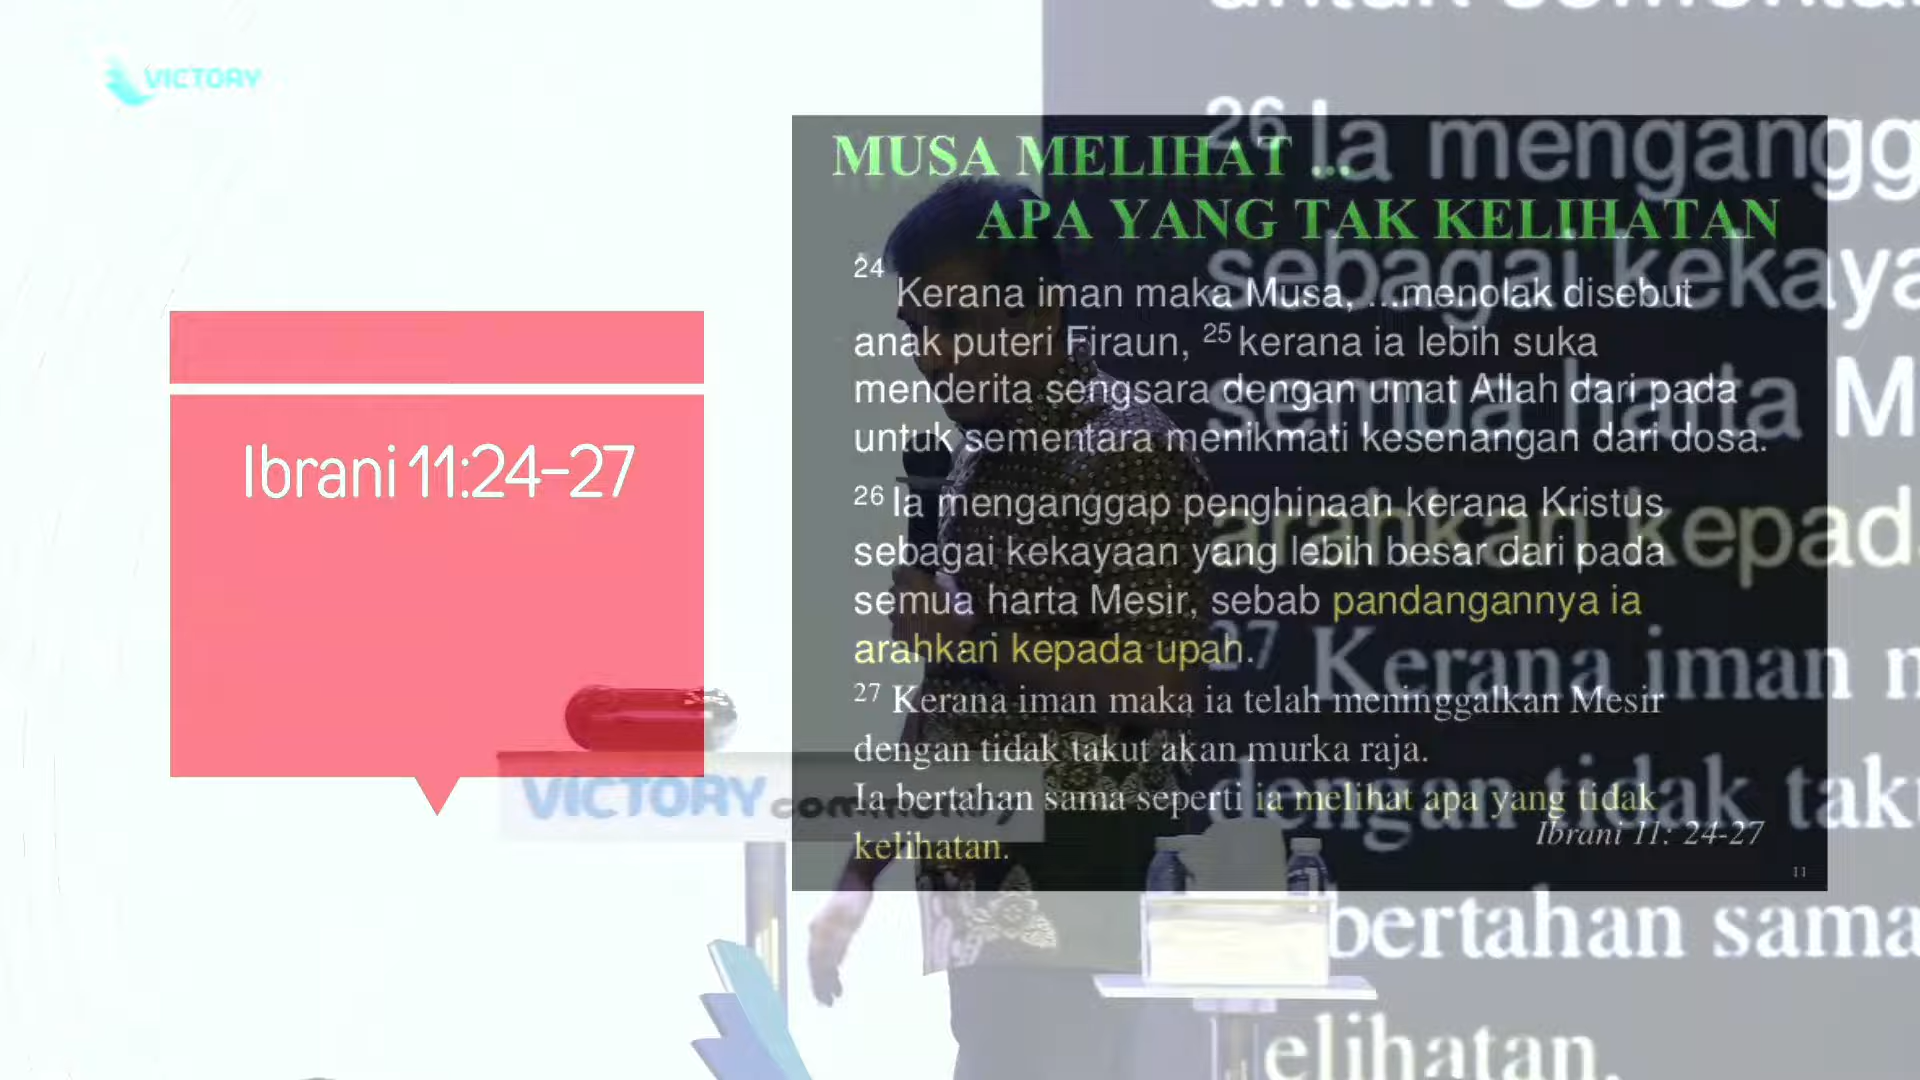 VICTORY
Ibrani 11:24-27
MUSA MELIHAT ...
APA YANG TAK KELIHATAN
24 Kerana iman maka Musa, ...menolak disebut
anak puteri Firaun, 25 kerana ia lebih suka
menderita sengsara dengan umat Allah dari pada
untuk sementara menikmati kesenangan dari dosa.
26 Ia menganggap penghinaan kerana Kristus
sebagai kekayaan yang lebih besar dari pada
semua harta Mesir, sebab pandangannya ia
arahkan kepada upah.
27 Kerana iman maka ia telah meninggalkan Mesir
dengan tidak takut akan murka raja.
Ia bertahan sama seperti ia melihat apa yang tidak
kelihatan.
Ibrani 11: 24-27
11
VICTORY community
untuk sementa
26 Ia mengangg
sebagai kekaya
semua harta M
arahkan kepad
27 Kerana iman m
dengan tidak tak
bertahan sama
elihatan.